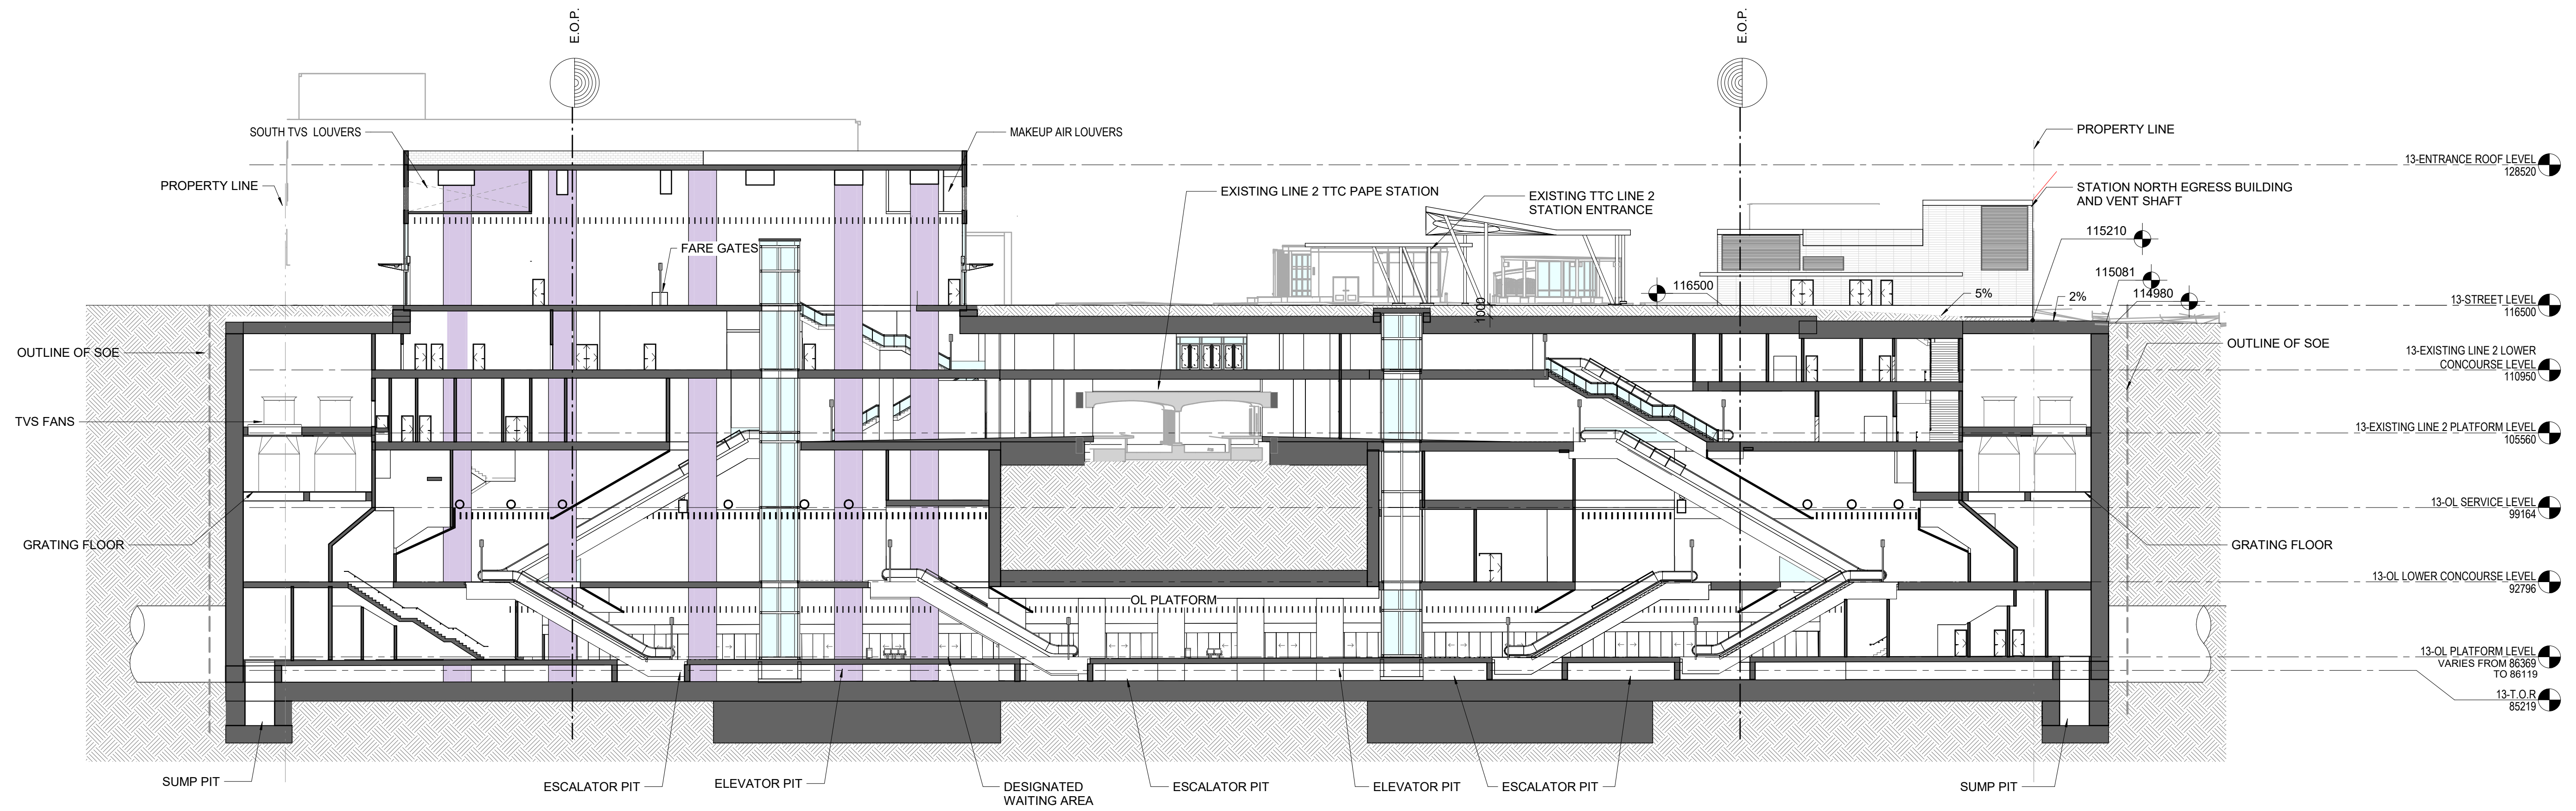 E.O.P.
E.O.P.
SOUTH TVS LOUVERS
MAKEUP AIR LOUVERS
PROPERTY LINE
PROPERTY LINE
13-ENTRANCE ROOF LEVEL
128520
EXISTING LINE 2 TTC PAPE STATION
EXISTING TTC LINE 2
STATION ENTRANCE
STATION NORTH EGRESS BUILDING
AND VENT SHAFT
FARE GATES
115210
115081
116500
114980
5%
2%
1000
13-STREET LEVEL
116500
OUTLINE OF SOE
OUTLINE OF SOE
13-EXISTING LINE 2 LOWER
CONCOURSE LEVEL
110950
TVS FANS
13-EXISTING LINE 2 PLATFORM LEVEL
105560
13-OL SERVICE LEVEL
99164
GRATING FLOOR
GRATING FLOOR
13-OL LOWER CONCOURSE LEVEL
92796
OL PLATFORM
13-OL PLATFORM LEVEL
VARIES FROM 86369
TO 86119
13-T.O.R
85219
SUMP PIT
ESCALATOR PIT
ELEVATOR PIT
DESIGNATED
WAITING AREA
ESCALATOR PIT
ELEVATOR PIT
ESCALATOR PIT
SUMP PIT